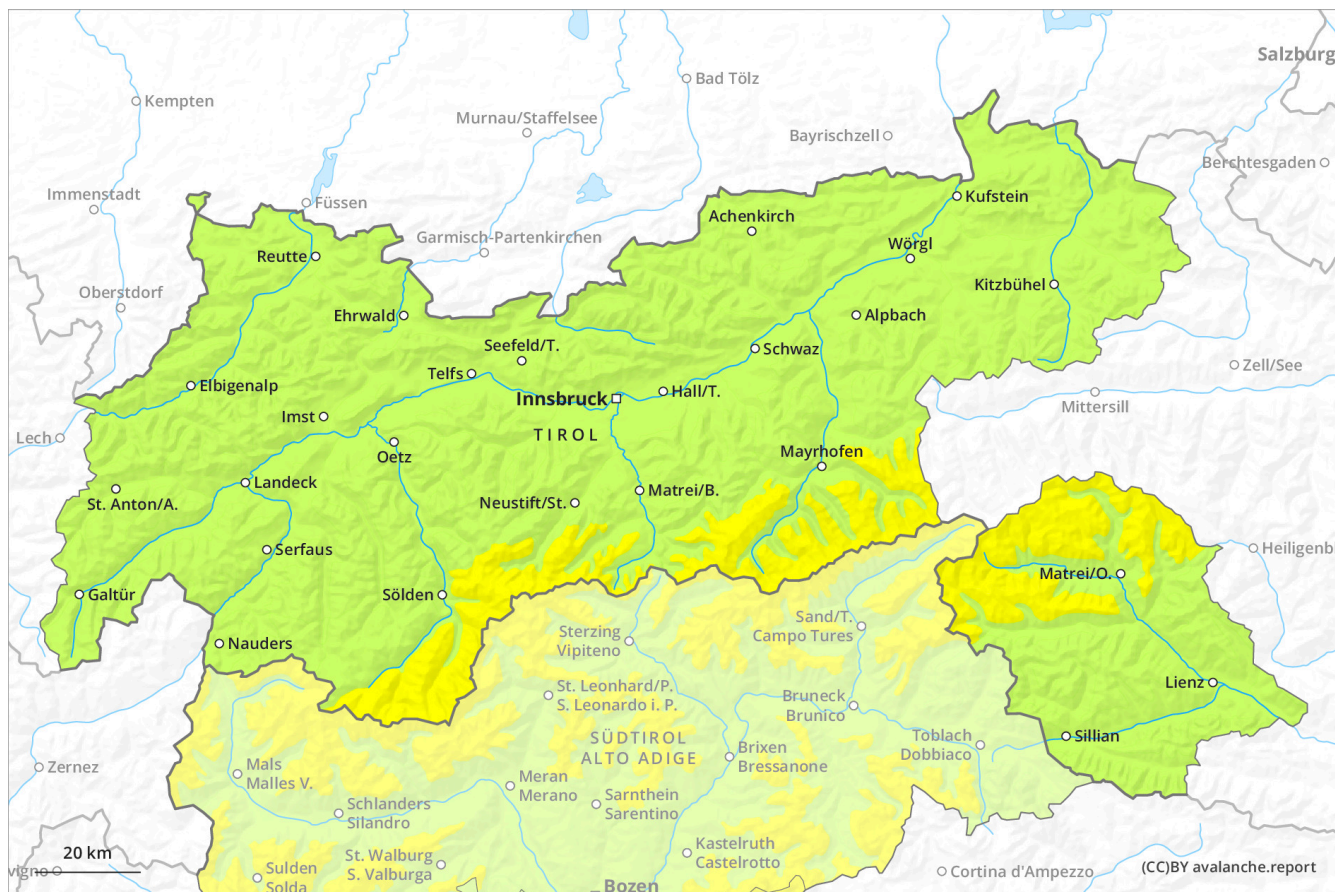 Salzburg
Bad Tölz
Kempten
Murnau/Staffelsee
Bayrischzell
Berchtesgaden
Immenstadt
Füssen
Kufstein
Achenkirch
Garmisch-Partenkirchen
Wörgl
Reutte
Kitzbühel
Oberstdorf
Ehrwald
Alpbach
Seefeld/T.
Schwaz
Zell/See
Telfs
Elbigenalp
Hall/T.
Innsbruck
Mittersill
Imst
TIROL
Lech
Oetz
Mayrhofen
Landeck
Matrei/B.
St. Anton/A.
Neustift/St.
Serfaus
Heiligenb
Matrei/O.
Galtür
Sölden
Sand/T.
Campo Tures
Sterzing
Vipiteno
Nauders
Lienz
St. Leonhard/P.
S. Leonardo i. P.
Bruneck
Brunico
Sillian
SÜDTIROL
ALTO ADIGE
Toblach
Dobbiaco
Brixen
Bressanone
Zernez
Mals
Malles V.
Meran
Merano
Sarnthein
Sarentino
Schlanders
Silandro
Kastelruth
Castelrotto
20 km
St. Walburg
S. Valburga
vigno
Sulden
Solda
Cortina d'Ampezzo
(CC)BY avalanche.report
Bozen